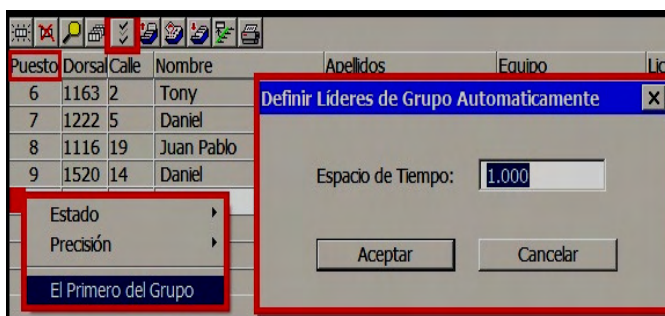 Puesto Dorsal Calle Nombre Apellidos Equipo Lic
6 1163 2 Tony
7 1222 5 Daniel
8 1116 19 Juan Pablo
9 1520 14 Daniel
Definir Líderes de Grupo Automaticamente
Espacio de Tiempo: 1.000
Aceptar Cancelar
Estado
Precisión
El Primero del Grupo